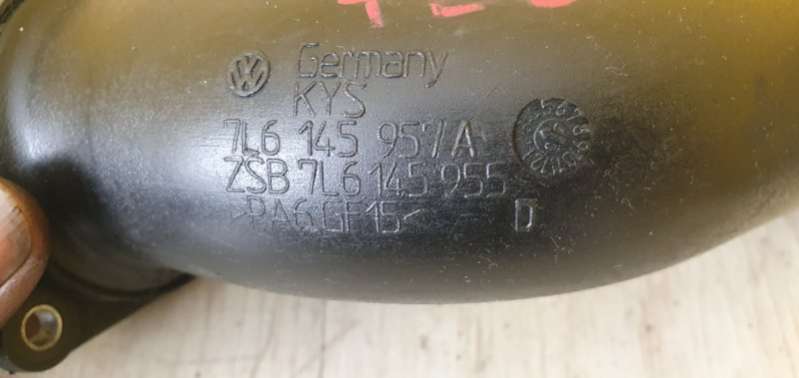 Germany
KYS
7L6 145 957/A
ZSB 7L6 145 955
>PA6 GF15< D